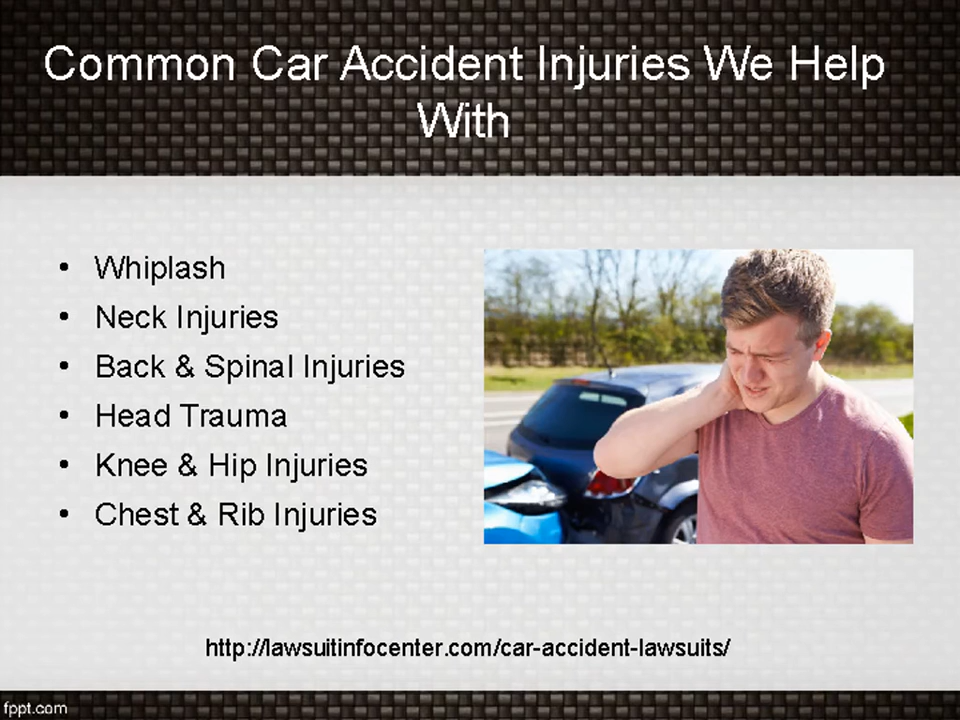 Common Car Accident Injuries We Help
With
• Whiplash
• Neck Injuries
• Back & Spinal Injuries
• Head Trauma
• Knee & Hip Injuries
• Chest & Rib Injuries
http://lawsuitinfocenter.com/car-accident-lawsuits/
fppt.com